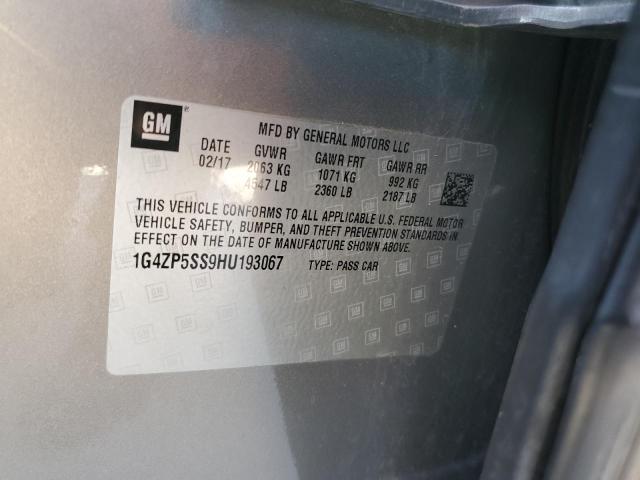 GM
MFD BY GENERAL MOTORS LLC
DATE GVWR GAWR FRT GAWR RR
02/17 2063 KG 1071 KG 992 KG
4547 LB 2360 LB 2187 LB
THIS VEHICLE CONFORMS TO ALL APPLICABLE U.S. FEDERAL MOTOR
VEHICLE SAFETY, BUMPER, AND THEFT PREVENTION STANDARDS IN
EFFECT ON THE DATE OF MANUFACTURE SHOWN ABOVE.
1G4ZP5SS9HU193067 TYPE: PASS CAR